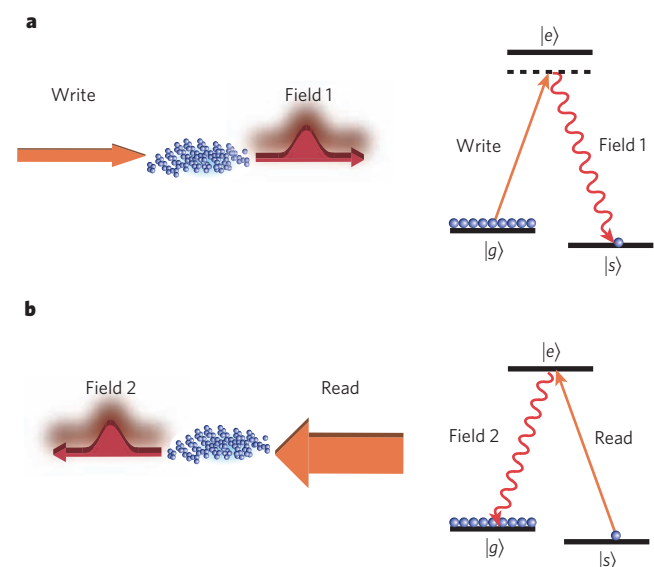 a
Write
Field 1
|e⟩
Write
Field 1
|g⟩
|s⟩
b
Field 2
Read
|e⟩
Field 2
Read
|g⟩
|s⟩